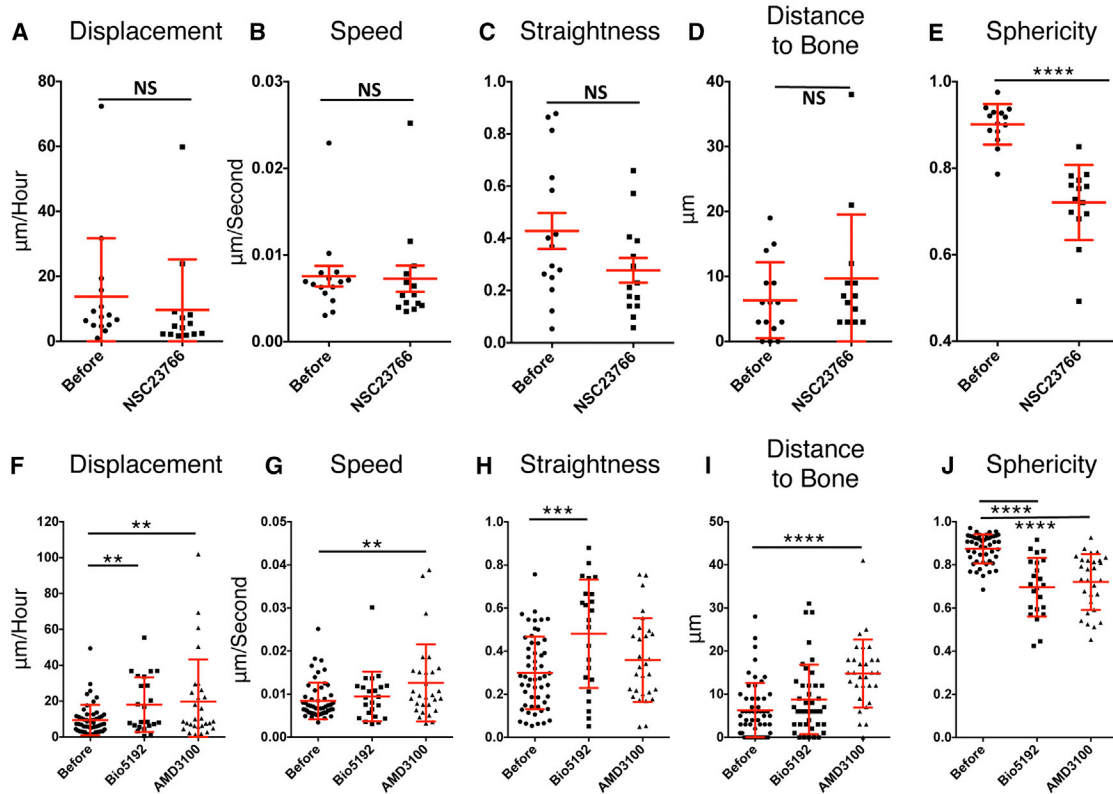 A Displacement
NS
µm/Hour
80
60
40
20
0
Before
NSC23766
B Speed
NS
µm/Second
0.03
0.02
0.01
0.00
Before
NSC23766
C Straightness
NS
1.0
0.8
0.6
0.4
0.2
0.0
Before
NSC23766
D Distance
to Bone
NS
µm
40
30
20
10
0
Before
NSC23766
E Sphericity
****
1.0
0.8
0.6
0.4
Before
NSC23766
F Displacement
**
**
µm/Hour
120
100
80
60
40
20
0
Before
Bio5192
AMD3100
G Speed
**
µm/Second
0.05
0.04
0.03
0.02
0.01
0.00
Before
Bio5192
AMD3100
H Straightness
***
1.0
0.8
0.6
0.4
0.2
0.0
Before
Bio5192
AMD3100
I Distance
to Bone
****
µm
50
40
30
20
10
0
Before
Bio5192
AMD3100
J Sphericity
****
****
1.0
0.8
0.6
0.4
0.2
0.0
Before
Bio5192
AMD3100